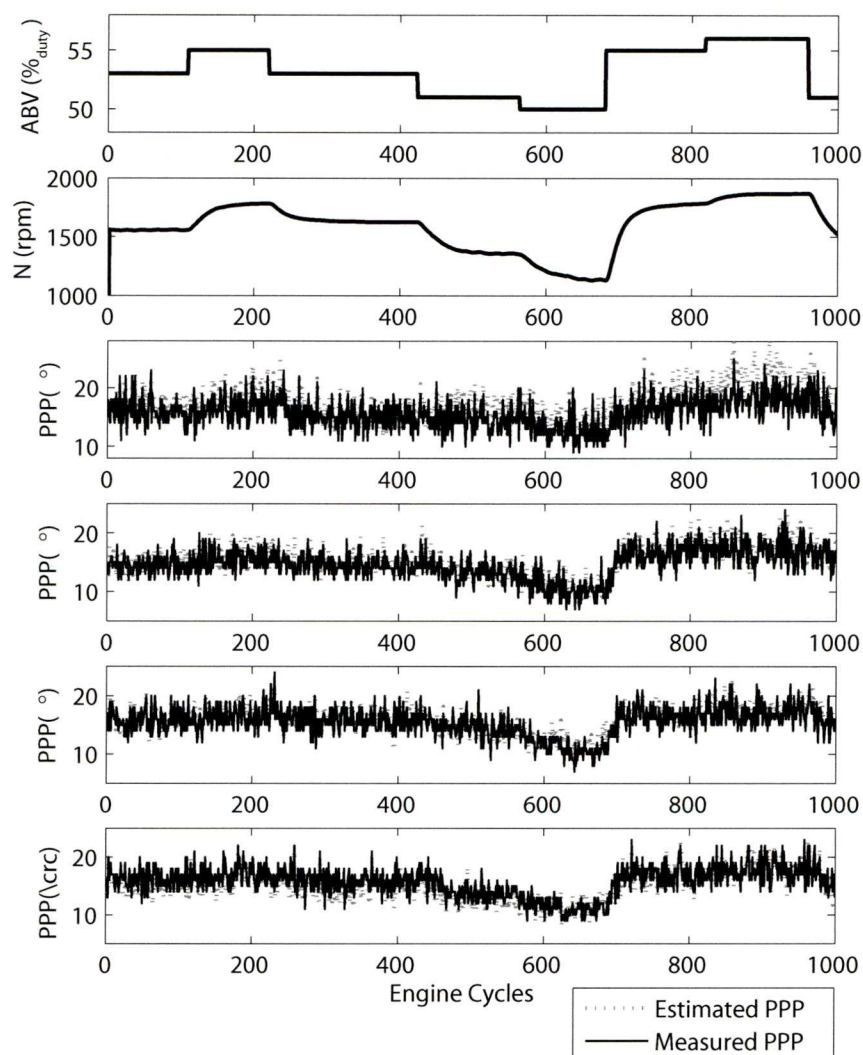 ABV (%duty)
55
50
0 200 400 600 800 1000
N (rpm)
2000
1500
1000
0 200 400 600 800 1000
PPP( °)
20
10
0 200 400 600 800 1000
PPP( °)
20
10
0 200 400 600 800 1000
PPP( °)
20
10
0 200 400 600 800 1000
PPP(\crc)
20
10
0 200 400 600 800 1000
Engine Cycles
Estimated PPP
Measured PPP